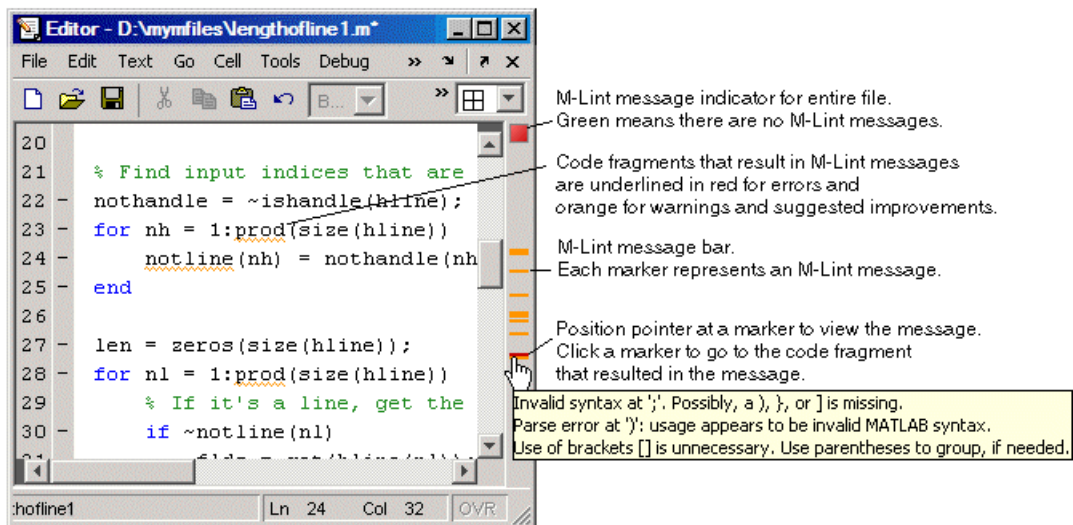 Editor - D:\mymfiles\lengthofline1.m*
File Edit Text Go Cell Tools Debug »
B... »
20
21 % Find input indices that are
22 - nothandle = ~ishandle(hline);
23 - for nh = 1:prod(size(hline))
24 - notline(nh) = nothandle(nh
25 - end
26
27 - len = zeros(size(hline));
28 - for nl = 1:prod(size(hline))
29 % If it's a line, get the
30 - if ~notline(nl)
:hofline1 Ln 24 Col 32 OVR
M-Lint message indicator for entire file.
Green means there are no M-Lint messages.
Code fragments that result in M-Lint messages
are underlined in red for errors and
orange for warnings and suggested improvements.
M-Lint message bar.
Each marker represents an M-Lint message.
Position pointer at a marker to view the message.
Click a marker to go to the code fragment
that resulted in the message.
Invalid syntax at ';'. Possibly, a ), }, or ] is missing.
Parse error at ')': usage appears to be invalid MATLAB syntax.
Use of brackets [] is unnecessary. Use parentheses to group, if needed.